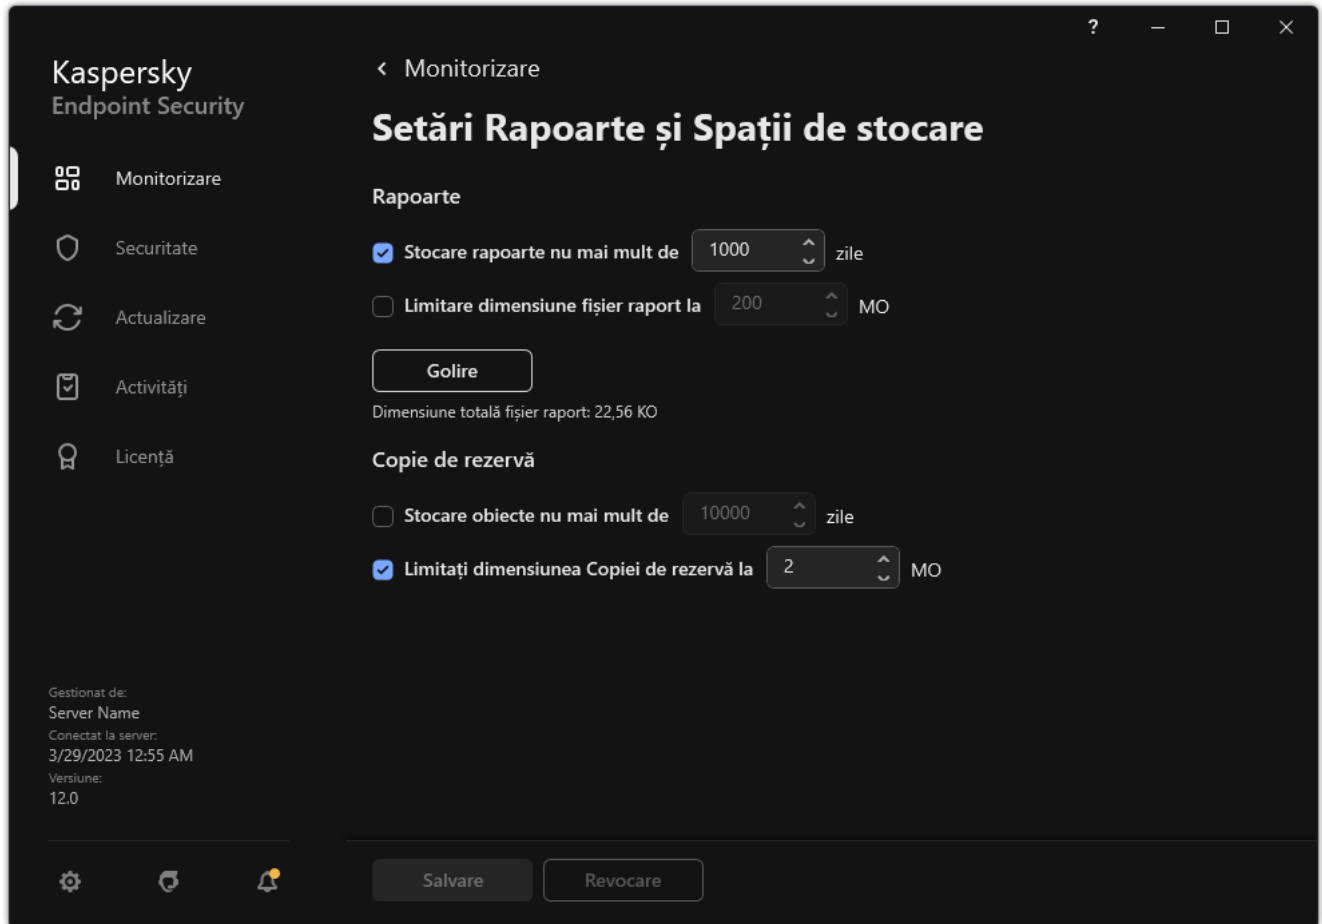 ?
Kaspersky
Endpoint Security
Monitorizare
Securitate
Actualizare
Activități
Licență
Gestionat de:
Server Name
Conectat la server:
3/29/2023 12:55 AM
Versiune:
12.0
Monitorizare
Setări Rapoarte și Spații de stocare
Rapoarte
Stocare rapoarte nu mai mult de 1000 zile
Limitare dimensiune fișier raport la 200 MO
Golire
Dimensiune totală fișier raport: 22,56 KO
Copie de rezervă
Stocare obiecte nu mai mult de 10000 zile
Limitați dimensiunea Copiei de rezervă la 2 MO
Salvare Revocare